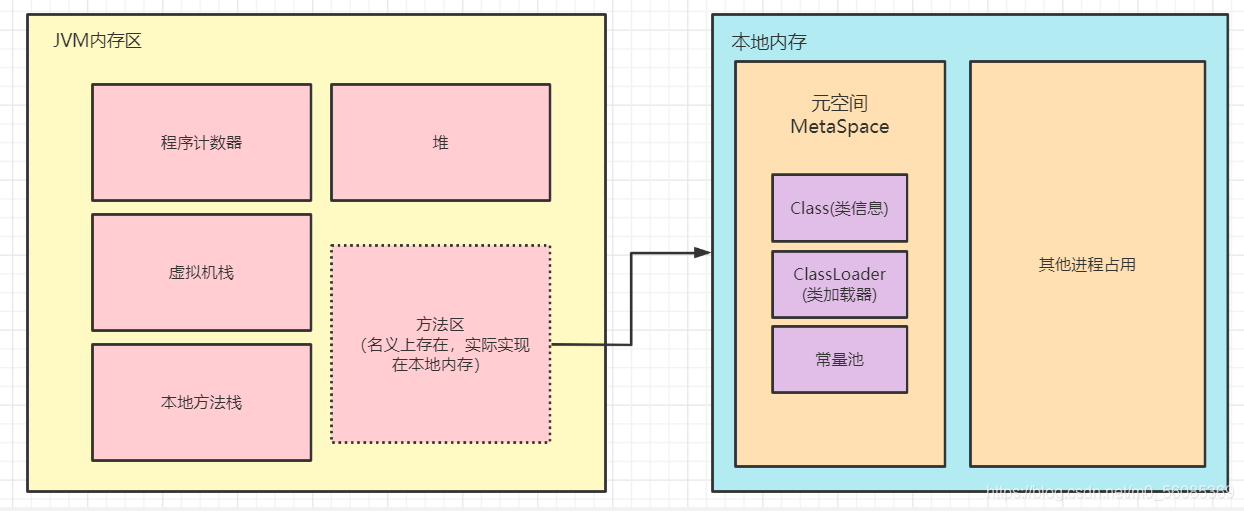 JVM内存区
程序计数器
堆
虚拟机栈
方法区
（名义上存在，实际实现
在本地内存）
本地方法栈
本地内存
元空间
MetaSpace
Class(类信息)
ClassLoader
(类加载器)
常量池
其他进程占用
https://blog.csdn.net/m0_56085369